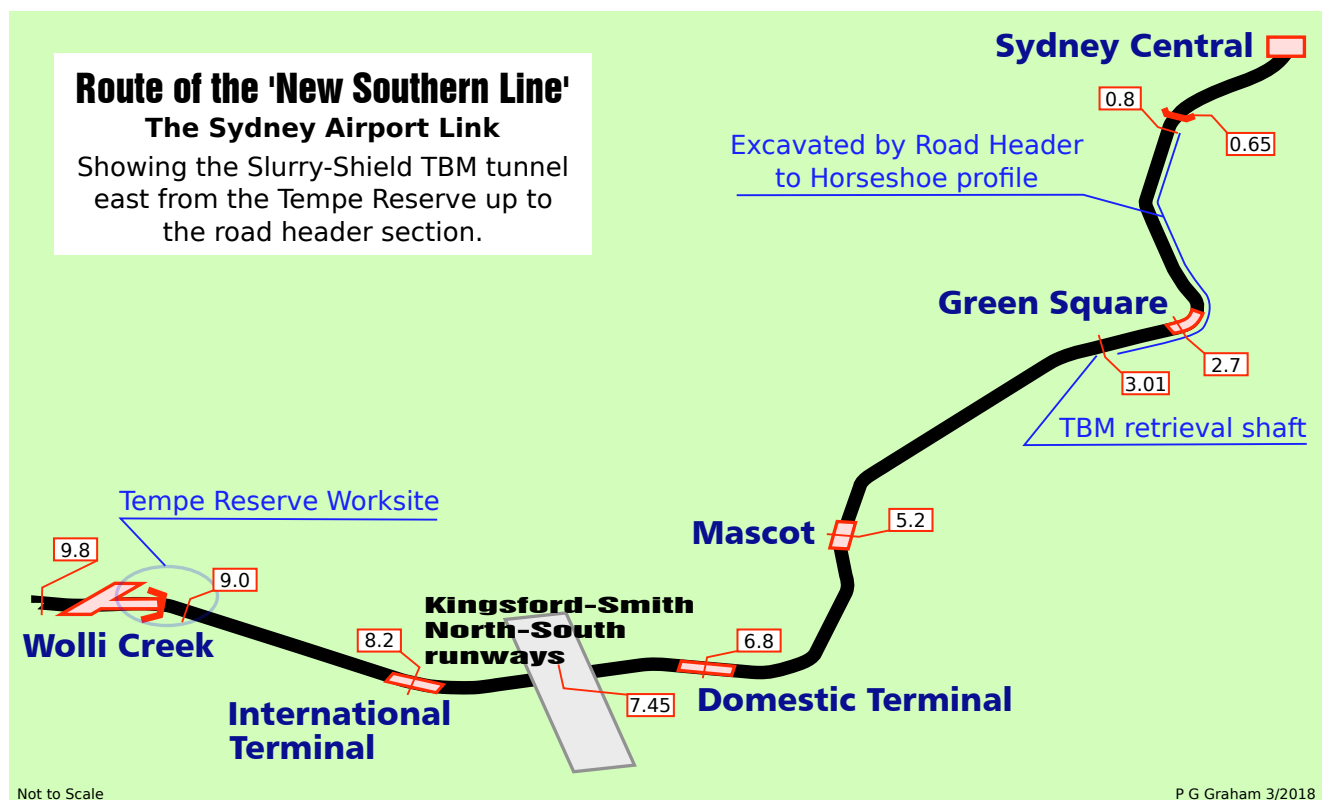 Route of the 'New Southern Line'
The Sydney Airport Link
Showing the Slurry-Shield TBM tunnel
east from the Tempe Reserve up to
the road header section.
Sydney Central
0.8
0.65
Excavated by Road Header
to Horseshoe profile
Green Square
2.7
3.01
TBM retrieval shaft
Mascot
5.2
Tempe Reserve Worksite
9.8
9.0
Wolli Creek
Kingsford-Smith
North-South
runways
8.2
6.8
7.45
International
Terminal
Domestic Terminal
Not to Scale
P G Graham 3/2018